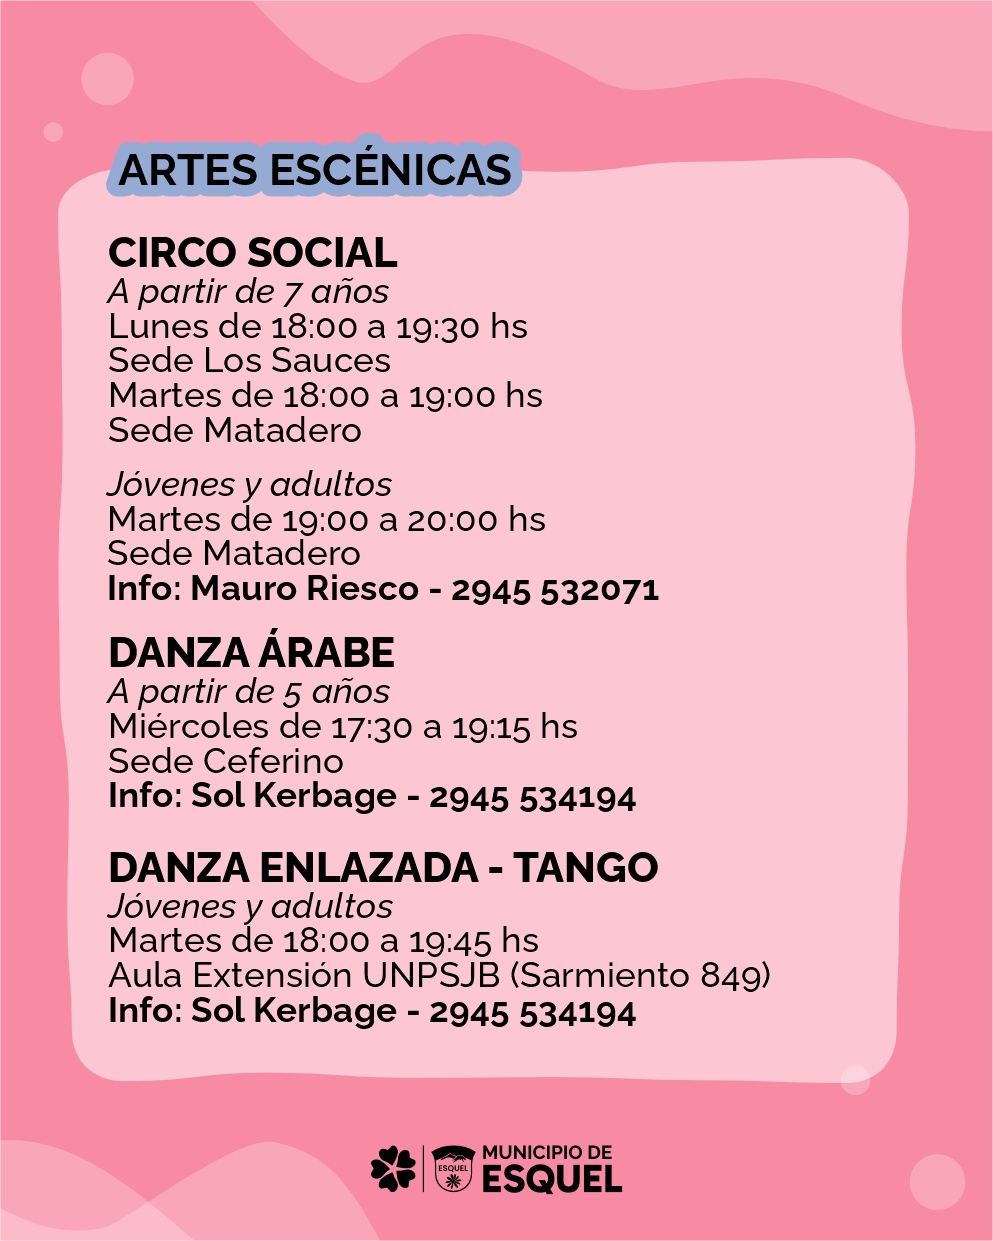 ARTES ESCÉNICAS
CIRCO SOCIAL
A partir de 7 años
Lunes de 18:00 a 19:30 hs
Sede Los Sauces
Martes de 18:00 a 19:00 hs
Sede Matadero
Jóvenes y adultos
Martes de 19:00 a 20:00 hs
Sede Matadero
Info: Mauro Riesco - 2945 532071
DANZA ÁRABE
A partir de 5 años
Miércoles de 17:30 a 19:15 hs
Sede Ceferino
Info: Sol Kerbage - 2945 534194
DANZA ENLAZADA - TANGO
Jóvenes y adultos
Martes de 18:00 a 19:45 hs
Aula Extensión UNPSJB (Sarmiento 849)
Info: Sol Kerbage - 2945 534194
ESQUEL
MUNICIPIO DE
ESQUEL